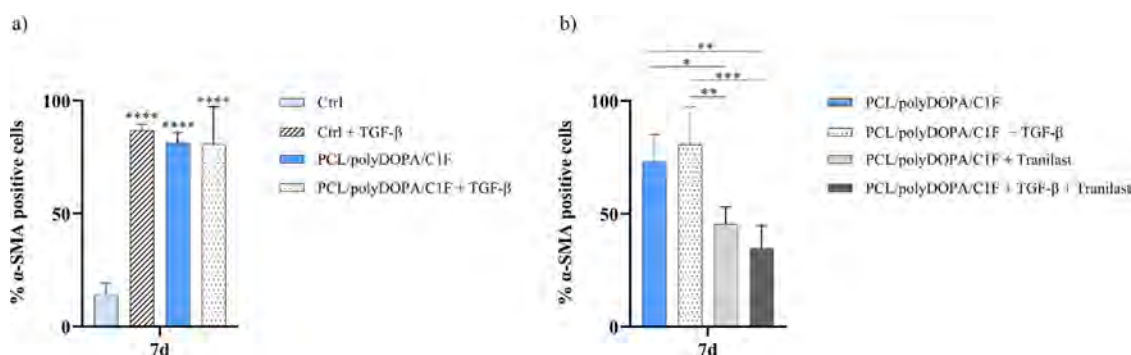 a)
% α-SMA positive cells
100
50
0
****
****
****
7d
Ctrl
Ctrl + TGF-β
PCL/polyDOPA/C1F
PCL/polyDOPA/C1F + TGF-β
b)
% α-SMA positive cells
100
50
0
**
*
***
**
7d
PCL/polyDOPA/C1F
PCL/polyDOPA/C1F – TGF-β
PCL/polyDOPA/C1F + Tranilast
PCL/polyDOPA/C1F + TGF-β + Tranilast